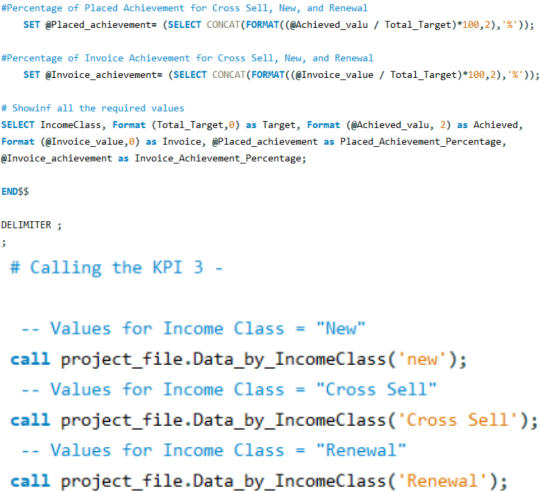 #Percentage of Placed Achievement for Cross Sell, New, and Renewal
SET @Placed_achievement= (SELECT CONCAT(FORMAT((@Achieved_valu / Total_Target)*100,2),'%'));
#Percentage of Invoice Achievement for Cross Sell, New, and Renewal
SET @Invoice_achievement= (SELECT CONCAT(FORMAT((@Invoice_value / Total_Target)*100,2),'%'));
# Showinf all the required values
SELECT IncomeClass, Format (Total_Target,0) as Target, Format (@Achieved_valu, 2) as Achieved,
Format (@Invoice_value,0) as Invoice, @Placed_achievement as Placed_Achievement_Percentage,
@Invoice_achievement as Invoice_Achievement_Percentage;
END$$
DELIMITER ;
;
# Calling the KPI 3 -
-- Values for Income Class = "New"
call project_file.Data_by_IncomeClass('new');
-- Values for Income Class = "Cross Sell"
call project_file.Data_by_IncomeClass('Cross Sell');
-- Values for Income Class = "Renewal"
call project_file.Data_by_IncomeClass('Renewal');